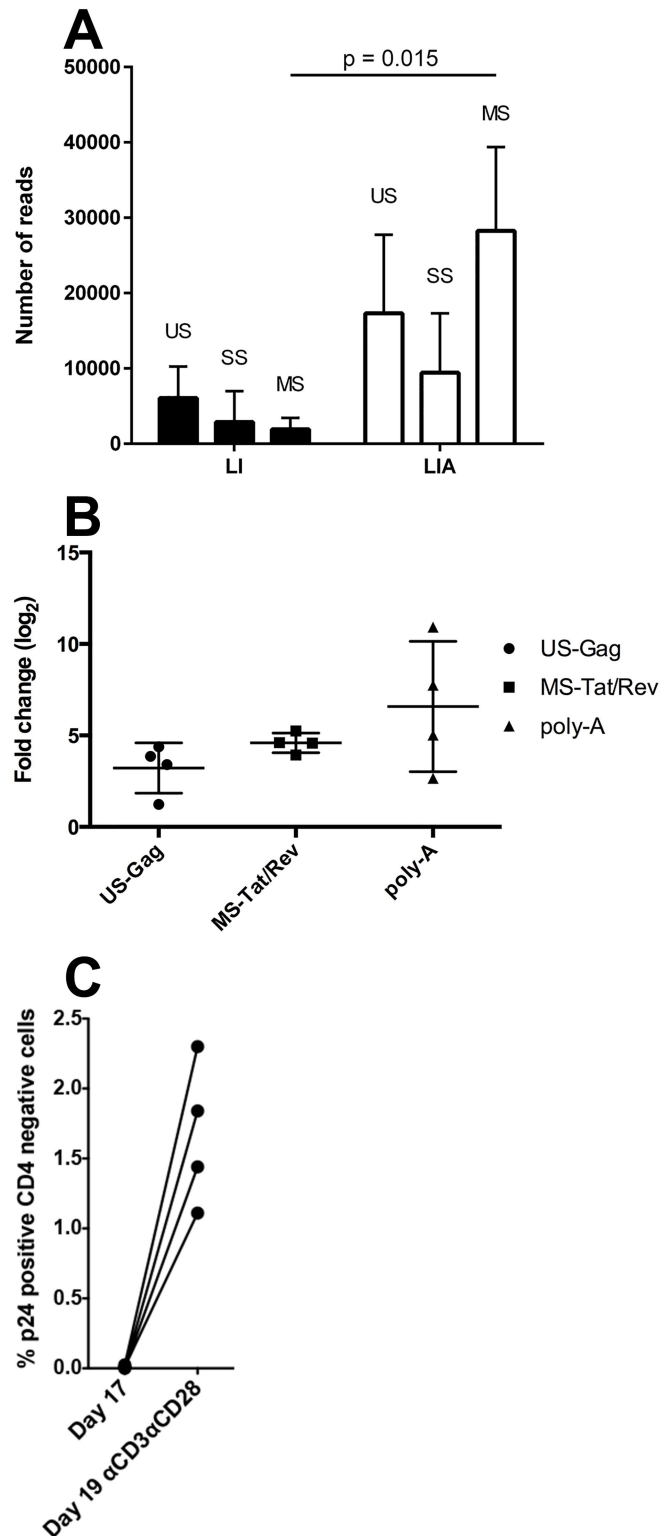 A
50000
40000
30000
20000
10000
0
Number of reads
p = 0.015
US
SS
MS
US
SS
MS
LI
LIA
B
15
10
5
0
Fold change (log2)
US-Gag
MS-Tat/Rev
poly-A
US-Gag
MS-Tat/Rev
poly-A
C
2.5
2.0
1.5
1.0
0.5
0.0
% p24 positive CD4 negative cells
Day 17
Day 19 αCD3αCD28